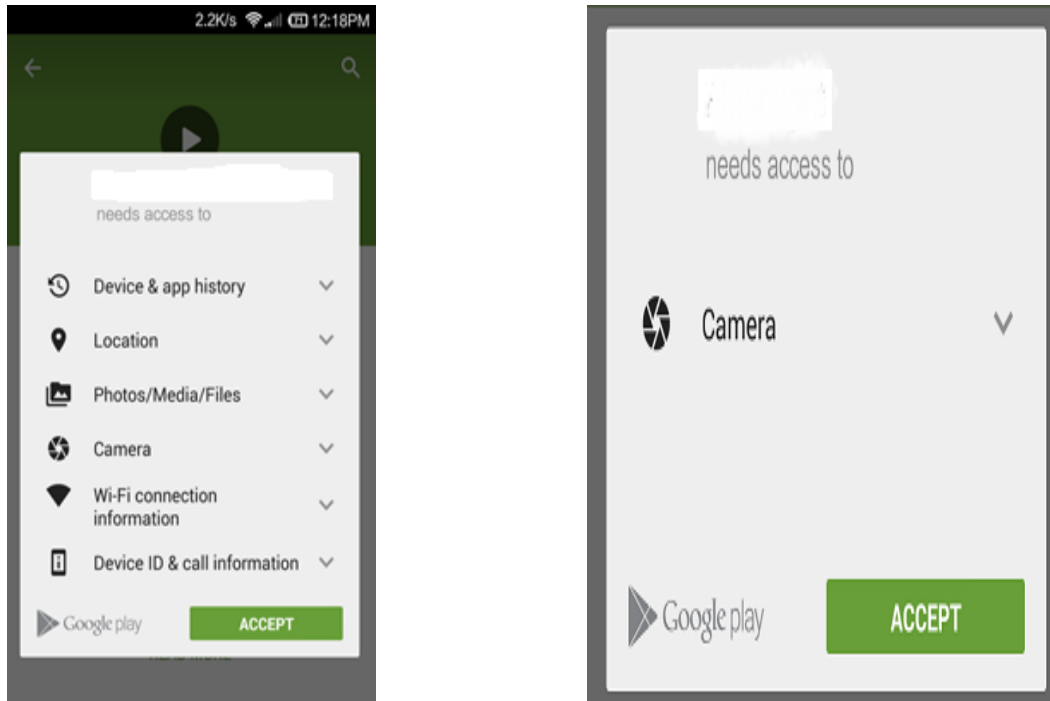 2.2K/s 71 12:18PM
needs access to
Device & app history
Location
Photos/Media/Files
Camera
Wi-Fi connection
information
Device ID & call information
Google play
ACCEPT
needs access to
Camera
Google play
ACCEPT